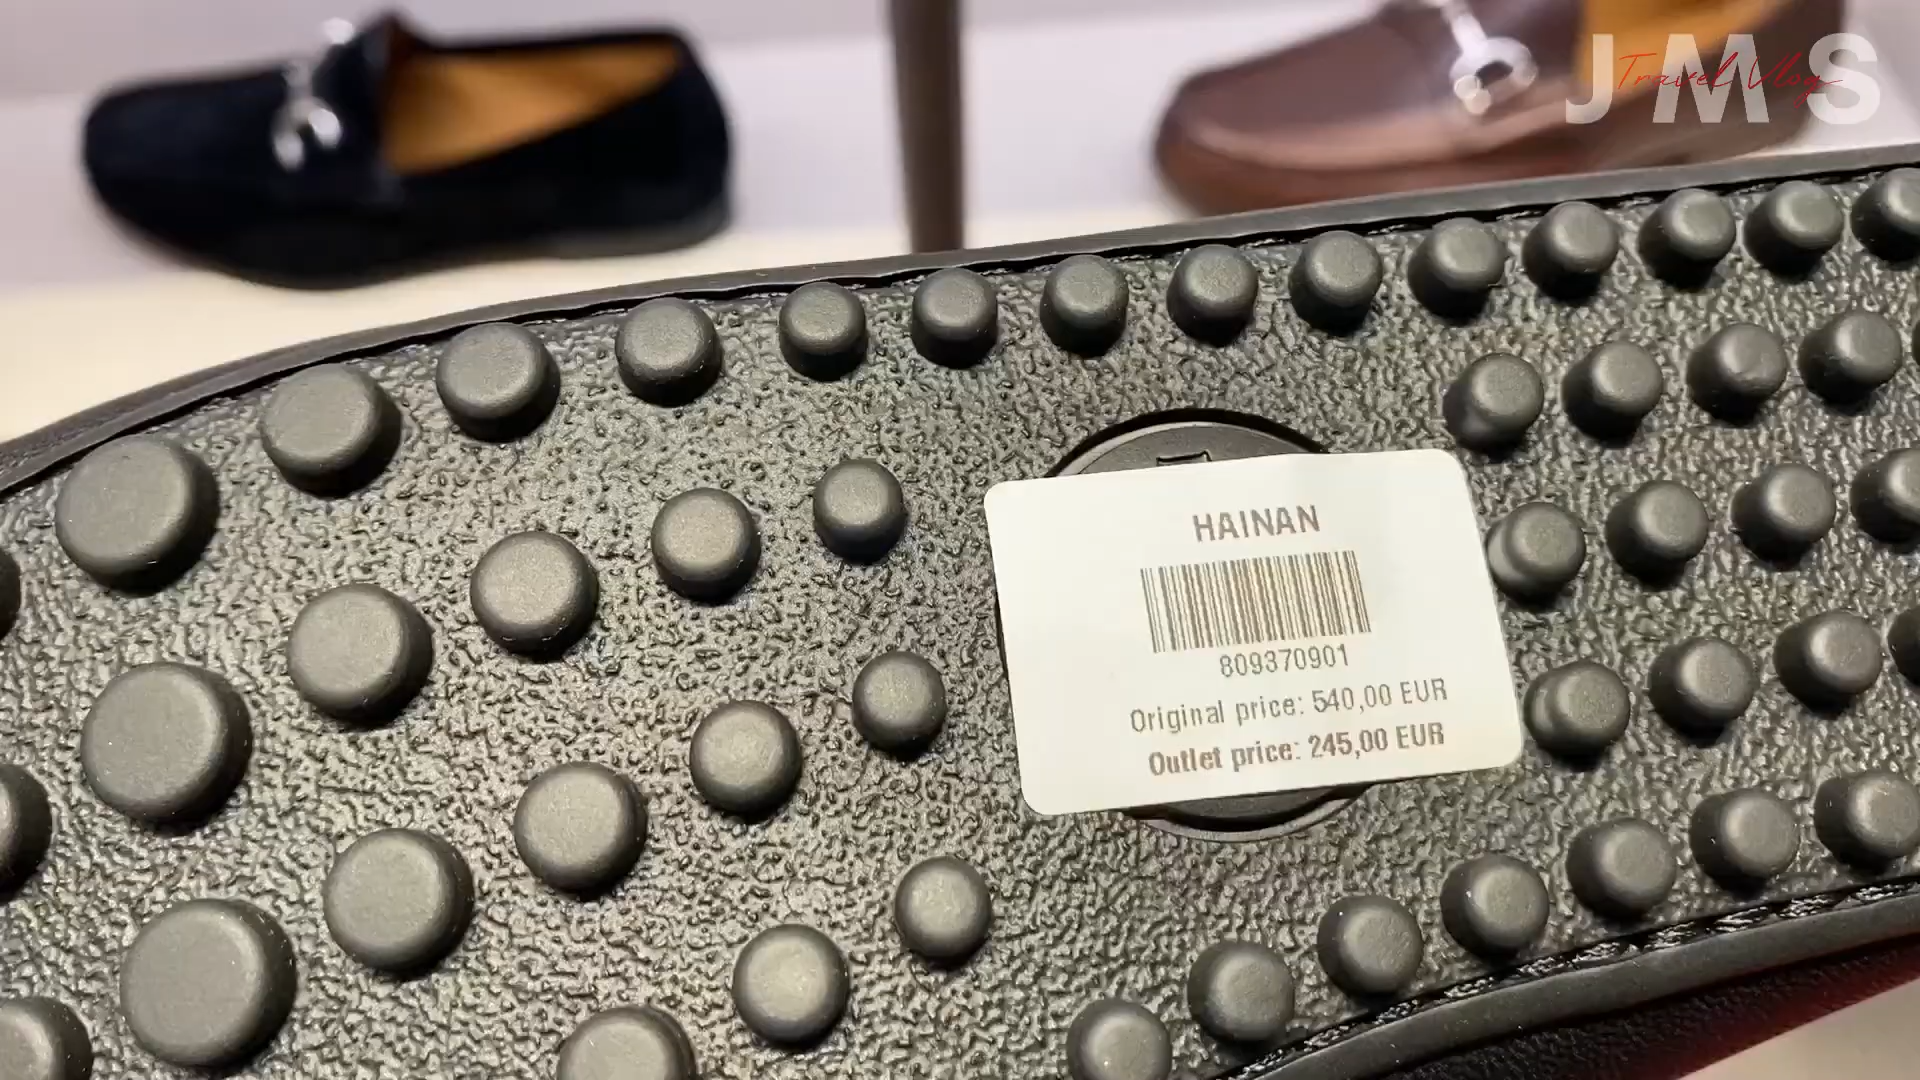 JMS
Travel Vlog
HAINAN
809370901
Original price: 540,00 EUR
Outlet price: 245,00 EUR